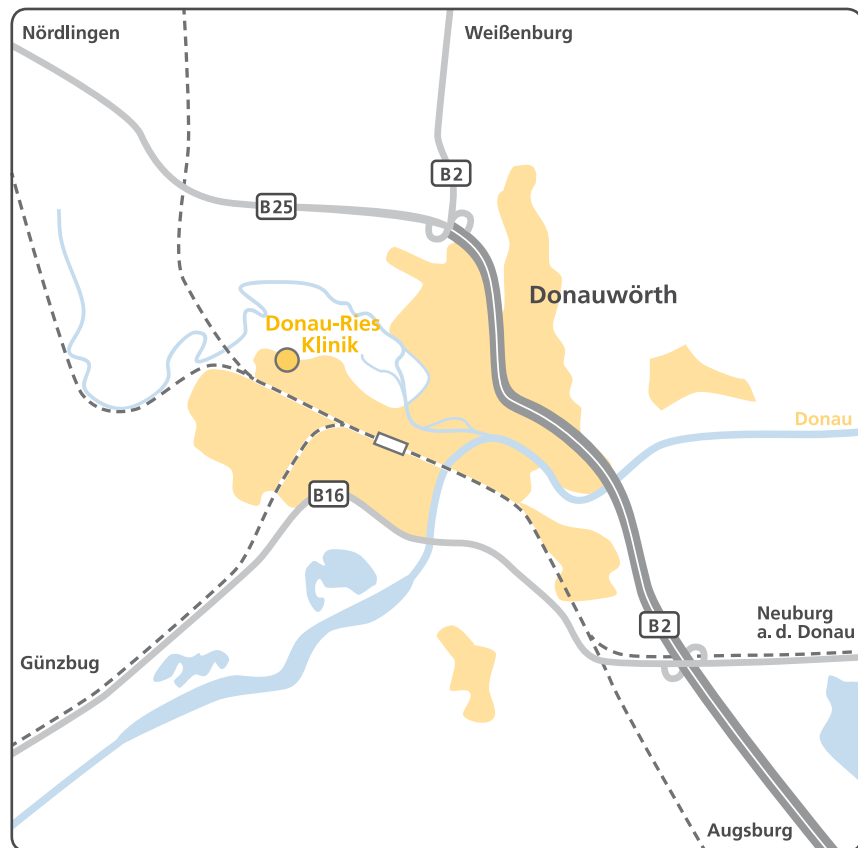 Nördlingen
Weißenburg
B2
B25
Donauwörth
Donau-Ries
Klinik
Donau
B16
Neuburg
a. d. Donau
B2
Günzbug
Augsburg